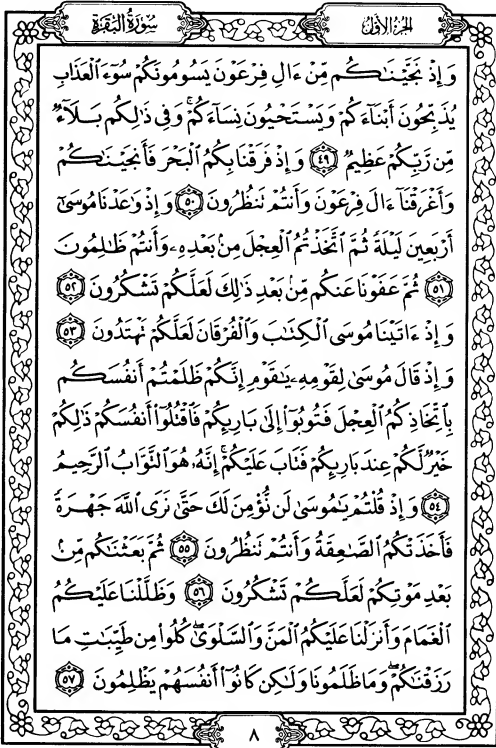 سُورَةُ البَقَرَةِ
الجزء الأول
وَإِذْ نَجَّيْنَـٰكُم مِّنْ ءَالِ فِرْعَوْنَ يَسُومُونَكُمْ سُوٓءَ ٱلْعَذَابِ
يُذَبِّحُونَ أَبْنَآءَكُمْ وَيَسْتَحْيُونَ نِسَآءَكُمْ ۚ وَفِى ذَٰلِكُم بَلَآءٌ
مِّن رَّبِّكُمْ عَظِيمٌ ٤٩ وَإِذْ فَرَقْنَا بِكُمُ ٱلْبَحْرَ فَأَنجَيْنَـٰكُمْ
وَأَغْرَقْنَآ ءَالَ فِرْعَوْنَ وَأَنتُمْ تَنظُرُونَ ٥٠ وَإِذْ وَٰعَدْنَا مُوسَىٰٓ
أَرْبَعِينَ لَيْلَةً ثُمَّ ٱتَّخَذْتُمُ ٱلْعِجْلَ مِنۢ بَعْدِهِۦ وَأَنتُمْ ظَـٰلِمُونَ
٥١ ثُمَّ عَفَوْنَا عَنكُم مِّنۢ بَعْدِ ذَٰلِكَ لَعَلَّكُمْ تَشْكُرُونَ ٥٢
وَإِذْ ءَاتَيْنَا مُوسَى ٱلْكِتَـٰبَ وَٱلْفُرْقَانَ لَعَلَّكُمْ تَهْتَدُونَ ٥٣
وَإِذْ قَالَ مُوسَىٰ لِقَوْمِهِۦ يَـٰقَوْمِ إِنَّكُمْ ظَلَمْتُمْ أَنفُسَكُم
بِٱتِّخَاذِكُمُ ٱلْعِجْلَ فَتُوبُوٓا۟ إِلَىٰ بَارِئِكُمْ فَٱقْتُلُوٓا۟ أَنفُسَكُمْ ذَٰلِكُمْ
خَيْرٌ لَّكُمْ عِندَ بَارِئِكُمْ فَتَابَ عَلَيْكُمْ ۚ إِنَّهُۥ هُوَ ٱلتَّوَّابُ ٱلرَّحِيمُ
٥٤ وَإِذْ قُلْتُمْ يَـٰمُوسَىٰ لَن نُّؤْمِنَ لَكَ حَتَّىٰ نَرَى ٱللَّهَ جَهْرَةً
فَأَخَذَتْكُمُ ٱلصَّـٰعِقَةُ وَأَنتُمْ تَنظُرُونَ ٥٥ ثُمَّ بَعَثْنَـٰكُم مِّنۢ
بَعْدِ مَوْتِكُمْ لَعَلَّكُمْ تَشْكُرُونَ ٥٦ وَظَلَّلْنَا عَلَيْكُمُ
ٱلْغَمَامَ وَأَنزَلْنَا عَلَيْكُمُ ٱلْمَنَّ وَٱلسَّلْوَىٰ ۖ كُلُوا۟ مِن طَيِّبَـٰتِ مَا
رَزَقْنَـٰكُمْ ۖ وَمَا ظَلَمُونَا وَلَـٰكِن كَانُوٓا۟ أَنفُسَهُمْ يَظْلِمُونَ ٥٧
٨